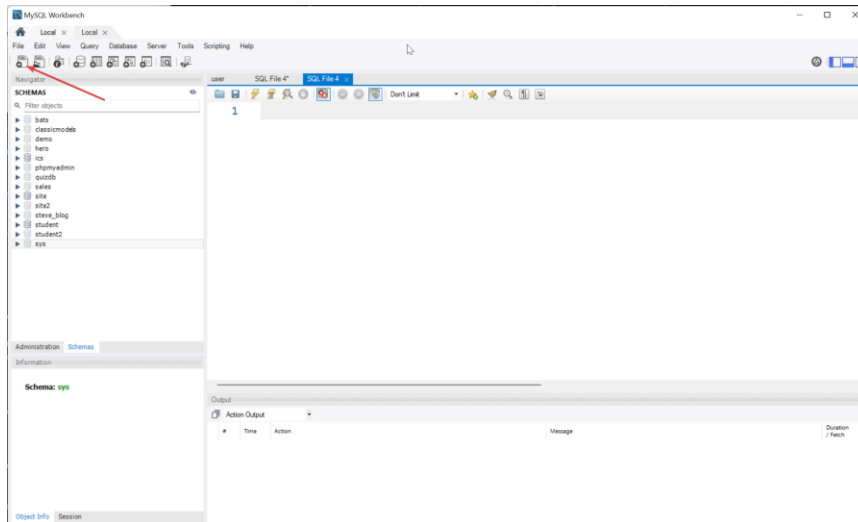 MySQL Workbench
Local × Local ×
File Edit View Query Database Server Tools Scripting Help
Navigator
user SQL File 4* SQL File 4 ×
SCHEMAS
Don't Limit
Filter objects
1
bats
classicmodels
demo
hero
ics
phpmyadmin
quizdb
sales
site
site2
steve_blog
student
student2
sys
Administration Schemas
Information
Schema: sys
Output
Action Output
# Time Action Message Duration / Fetch
Object Info Session